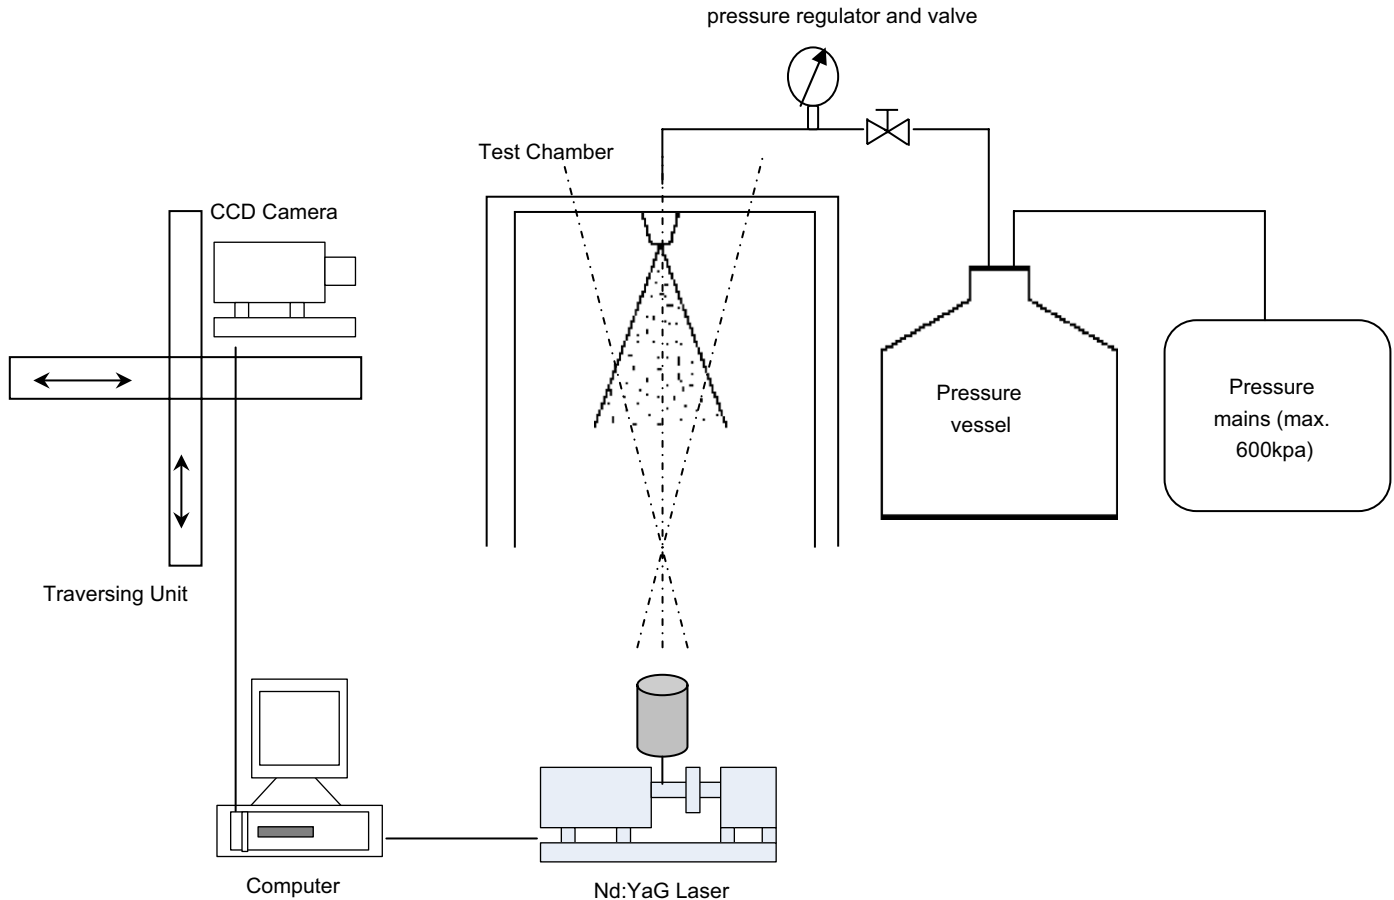 pressure regulator and valve
Test Chamber
CCD Camera
Pressure
vessel
Pressure
mains (max.
600kpa)
Traversing Unit
Computer
Nd:YaG Laser